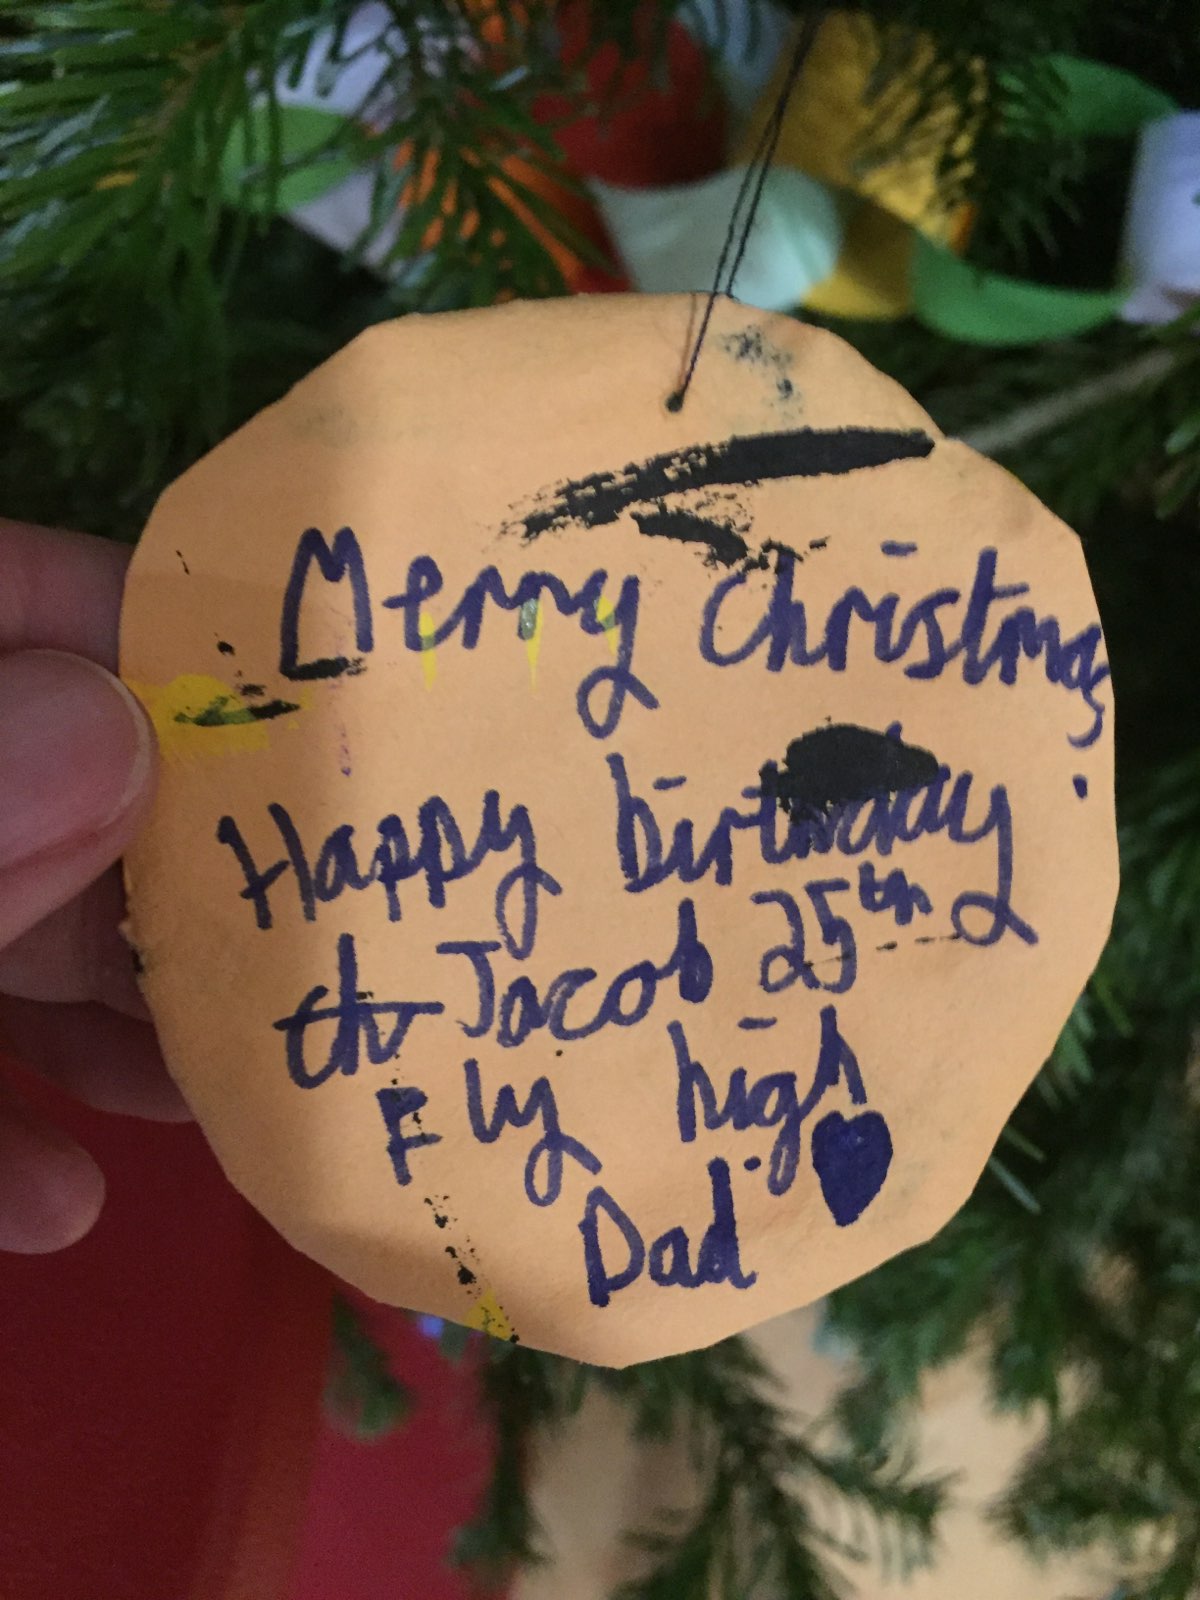 Merry Christmas
Happy birthday
Jacob 25th
Fly high
Dad